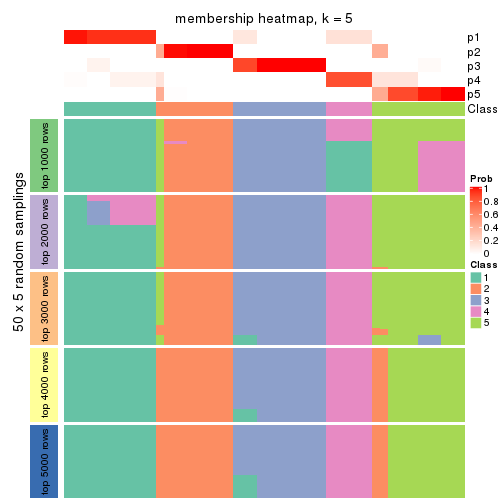 membership heatmap, k = 5
p1
p2
p3
p4
p5
Class
50 x 5 random samplings
top 1000 rows
top 2000 rows
top 3000 rows
top 4000 rows
top 5000 rows
Prob
1
0.8
0.6
0.4
0.2
0
Class
1
2
3
4
5